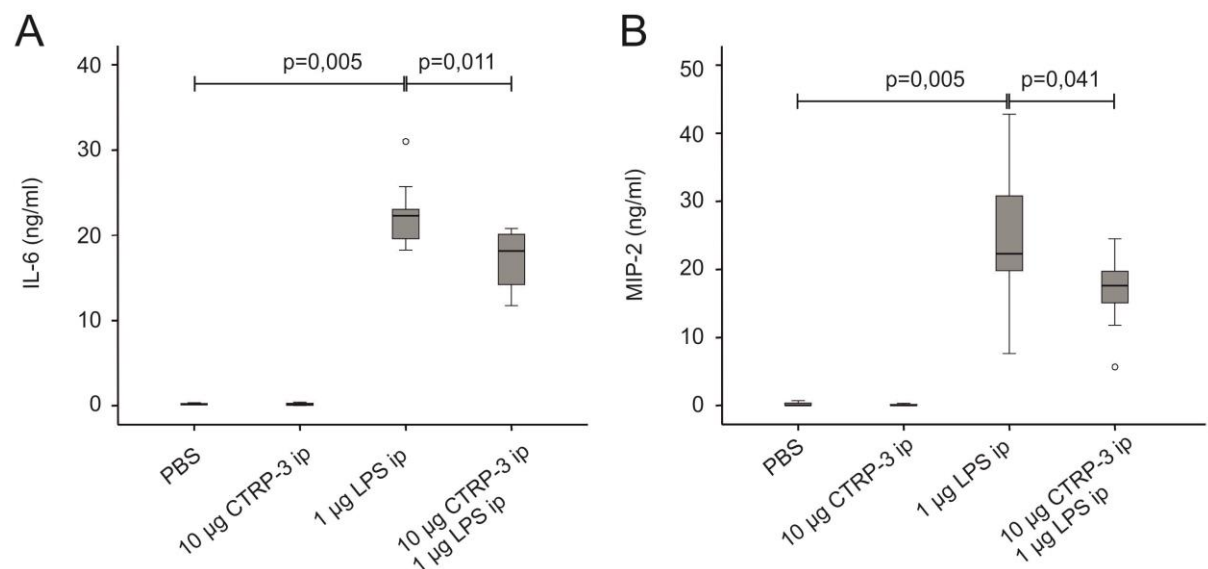 A
p=0,005
p=0,011
40
30
20
10
0
IL-6 (ng/ml)
PBS
10 µg CTRP-3 ip
1 µg LPS ip
10 µg CTRP-3 ip
1 µg LPS ip
B
p=0,005
p=0,041
50
40
30
20
10
0
MIP-2 (ng/ml)
PBS
10 µg CTRP-3 ip
1 µg LPS ip
10 µg CTRP-3 ip
1 µg LPS ip